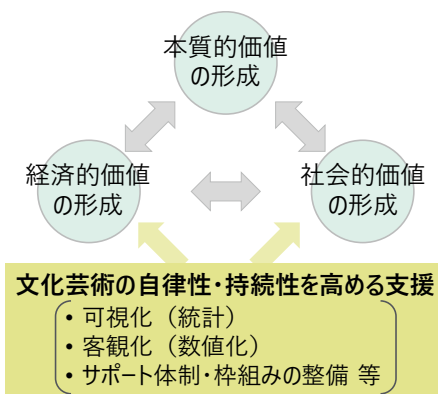 本質的価値
の形成
経済的価値
の形成
社会的価値
の形成
文化芸術の自律性・持続性を高める支援
• 可視化（統計）
• 客観化（数値化）
• サポート体制・枠組みの整備 等